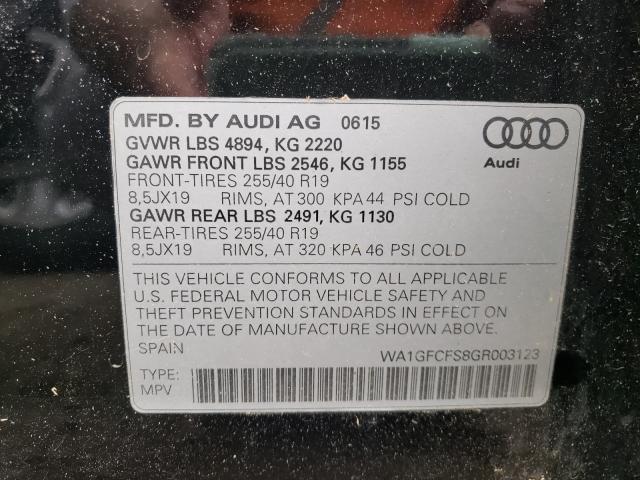 MFD. BY AUDI AG 0615
GVWR LBS 4894, KG 2220
GAWR FRONT LBS 2546, KG 1155
FRONT-TIRES 255/40 R19
8,5JX19 RIMS, AT 300 KPA 44 PSI COLD
GAWR REAR LBS 2491, KG 1130
REAR-TIRES 255/40 R19
8,5JX19 RIMS, AT 320 KPA 46 PSI COLD
Audi
THIS VEHICLE CONFORMS TO ALL APPLICABLE
U.S. FEDERAL MOTOR VEHICLE SAFETY AND
THEFT PREVENTION STANDARDS IN EFFECT ON
THE DATE OF MANUFACTURE SHOWN ABOVE.
SPAIN WA1GFCFS8GR003123
TYPE:
MPV